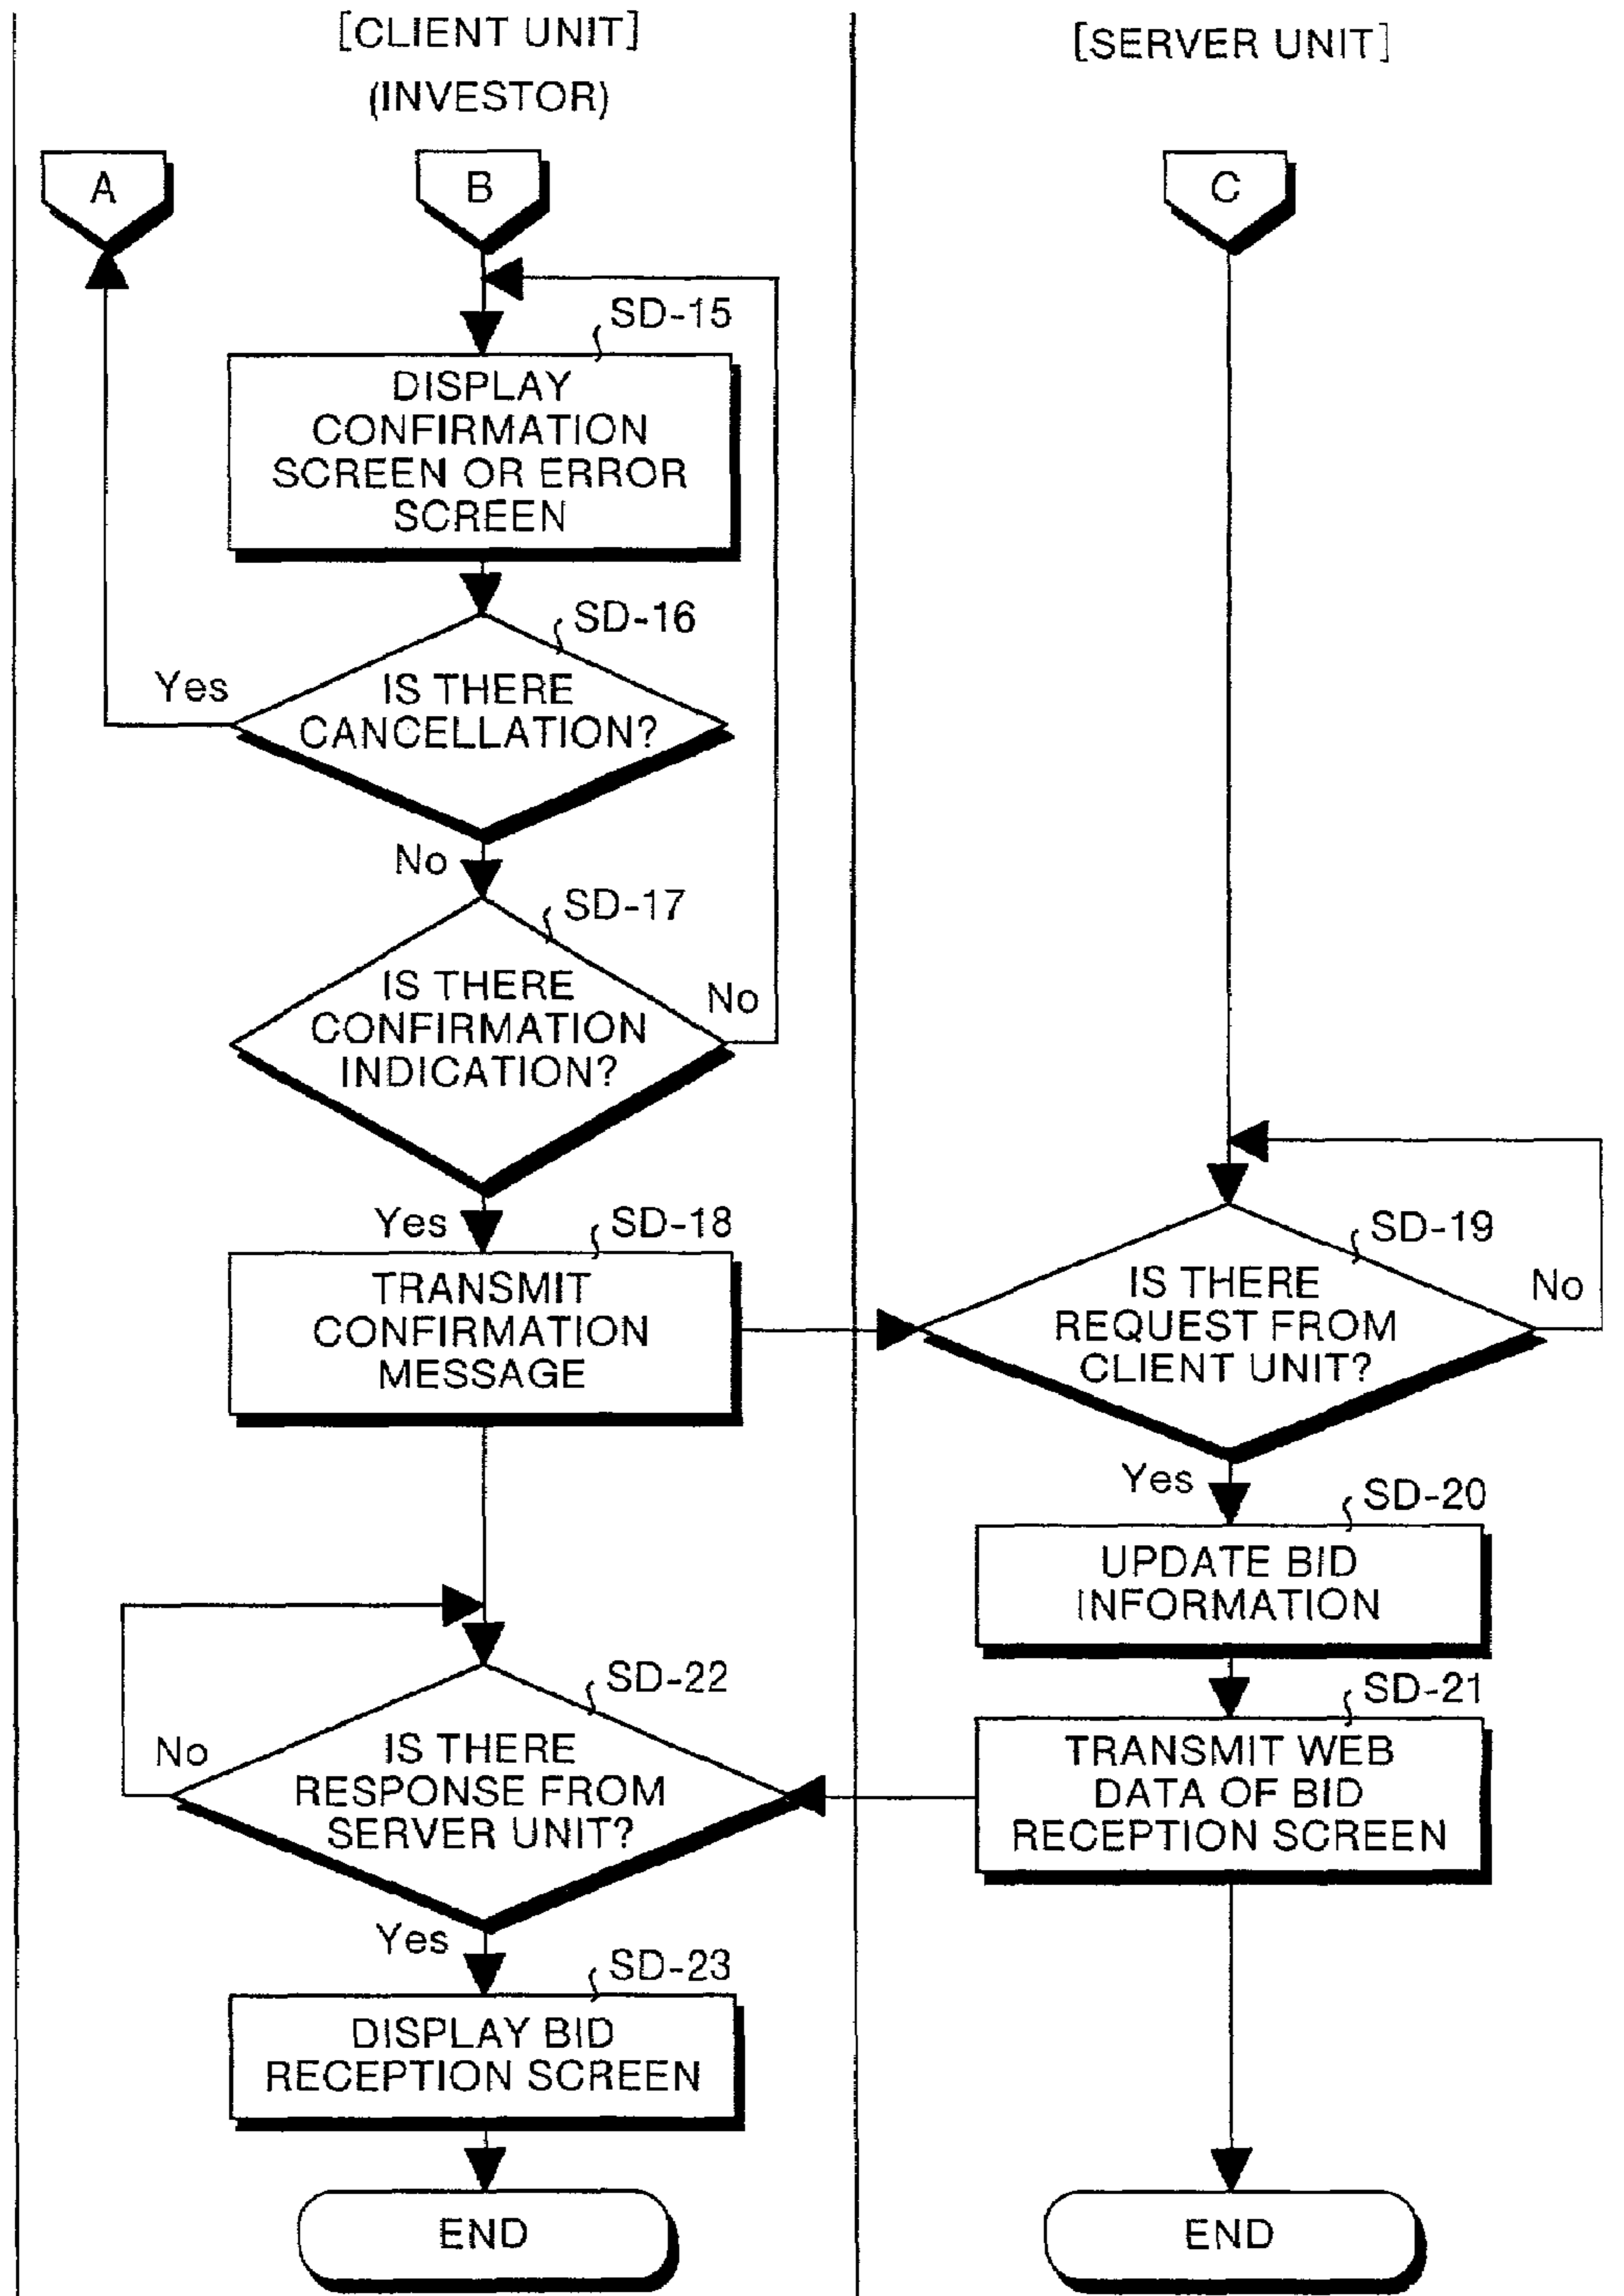 [CLIENT UNIT]
(INVESTOR)
[SERVER UNIT]
A
B
C
SD-15
DISPLAY
CONFIRMATION
SCREEN OR ERROR
SCREEN
SD-16
Yes
IS THERE
CANCELLATION?
No
SD-17
IS THERE
CONFIRMATION
INDICATION?
No
Yes
SD-18
TRANSMIT
CONFIRMATION
MESSAGE
SD-19
IS THERE
REQUEST FROM
CLIENT UNIT?
No
Yes
SD-20
UPDATE BID
INFORMATION
SD-21
TRANSMIT WEB
DATA OF BID
RECEPTION SCREEN
SD-22
No
IS THERE
RESPONSE FROM
SERVER UNIT?
Yes
SD-23
DISPLAY BID
RECEPTION SCREEN
END
END